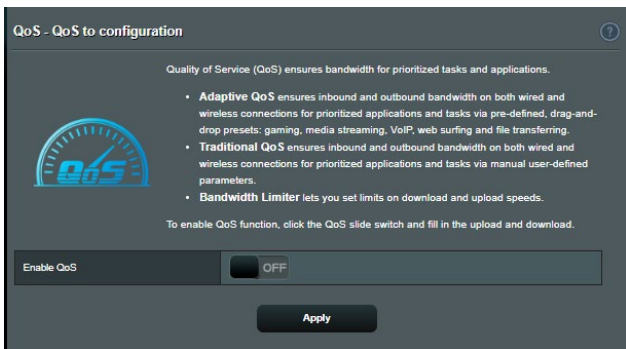 QoS - QoS to configuration
?
Quality of Service (QoS) ensures bandwidth for prioritized tasks and applications.
• Adaptive QoS ensures inbound and outbound bandwidth on both wired and
wireless connections for prioritized applications and tasks via pre-defined, drag-and-
drop presets: gaming, media streaming, VoIP, web surfing and file transferring.
• Traditional QoS ensures inbound and outbound bandwidth on both wired and
wireless connections for prioritized applications and tasks via manual user-defined
parameters.
• Bandwidth Limiter lets you set limits on download and upload speeds.
QoS
To enable QoS function, click the QoS slide switch and fill in the upload and download.
Enable QoS
OFF
Apply